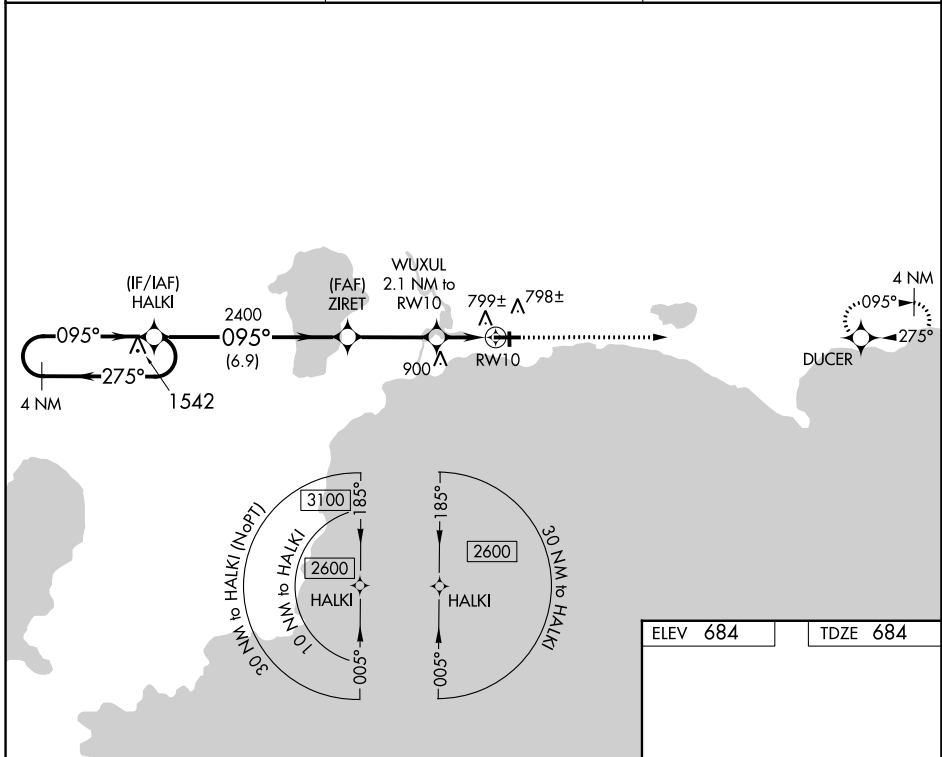 WUXUL
2.1 NM to
RW10
(FAF)
ZIRET
(IF/IAF)
HALKI
2400
095°
(6.9)
095°
275°
4 NM
1542
799±
798±
900
RW10
4 NM
095°
275°
DUCER
30 NM to HALKI (NoPT)
3100
185°
10 NM to HALKI
2600
HALKI
005°
185°
2600
HALKI
30 NM to HALKI
005°
ELEV 684
TDZE 684